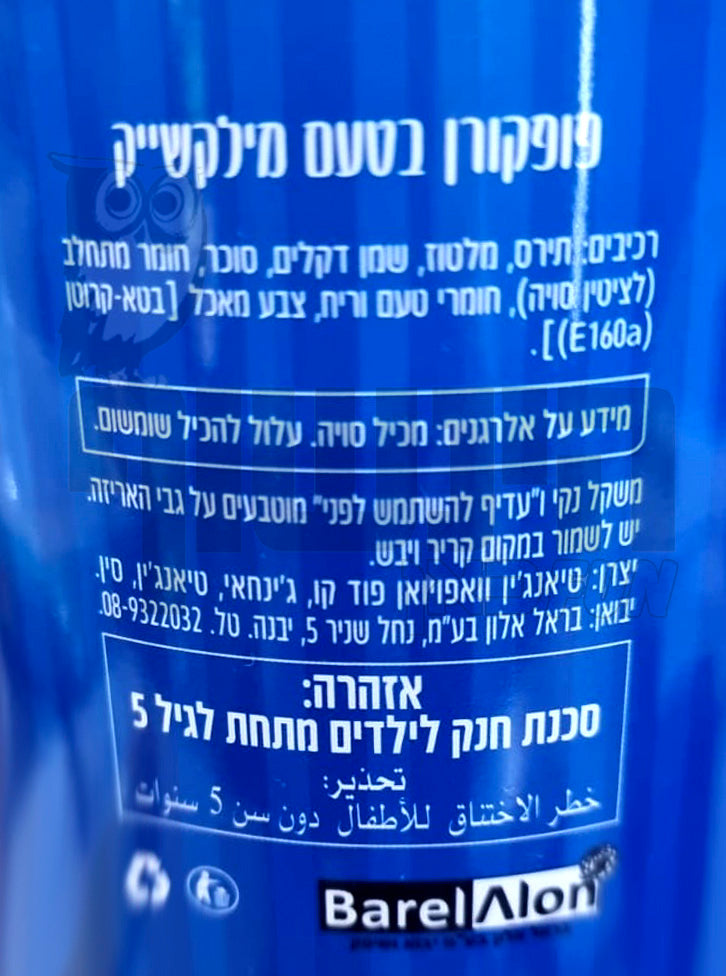 פופקורן בטעם מילקשייק
רכיבים: תירס, מלטוז, שמן דקלים, סוכר, חומר מתחלב
(לציטין סויה), חומרי טעם וריח, צבע מאכל [בטא-קרוטן
(E160a)].
מידע על אלרגנים: מכיל סויה. עלול להכיל שומשום.
משקל נקי ו"עדיף להשתמש לפני" מוטבעים על גבי האריזה.
יש לשמור במקום קריר ויבש.
יצרן: טיאנג'ין וואפויואן פוד קו, ג'ינחאי, טיאנג'ין, סין.
יבואן: בראל אלון בע"מ, נחל שניר 5, יבנה. טל. 08-9322032.
אזהרה:
סכנת חנק לילדים מתחת לגיל 5
تحذير:
خطر الاختناق للأطفال دون سن 5 سنوات
BarelAlon